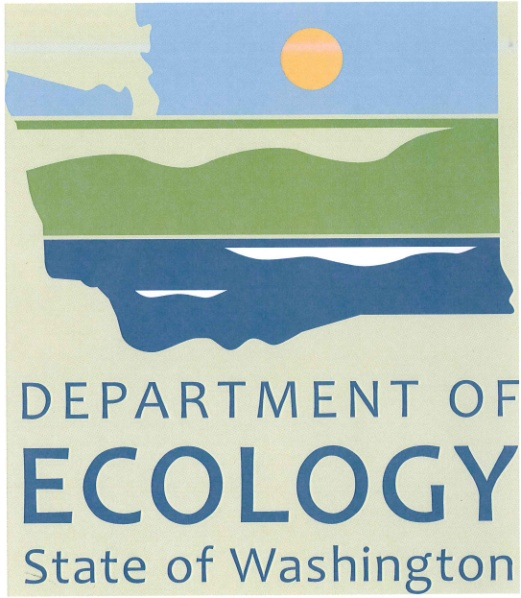 DEPARTMENT OF
ECOLOGY
State of Washington